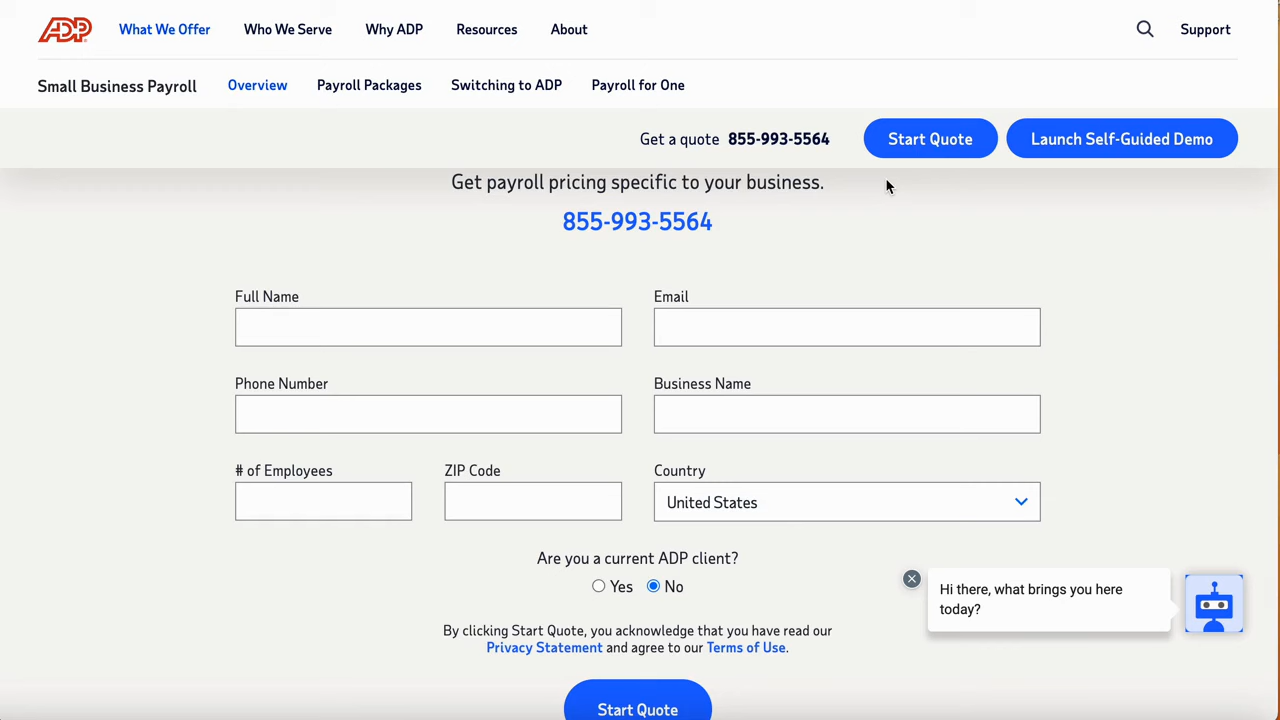 ADP
What We Offer
Who We Serve
Why ADP
Resources
About
Support
Small Business Payroll
Overview
Payroll Packages
Switching to ADP
Payroll for One
Get a quote 855-993-5564
Start Quote
Launch Self-Guided Demo
Get payroll pricing specific to your business.
855-993-5564
Full Name
Email
Phone Number
Business Name
# of Employees
ZIP Code
Country
United States
Are you a current ADP client?
Yes
No
Hi there, what brings you here
today?
By clicking Start Quote, you acknowledge that you have read our
Privacy Statement and agree to our Terms of Use.
Start Quote